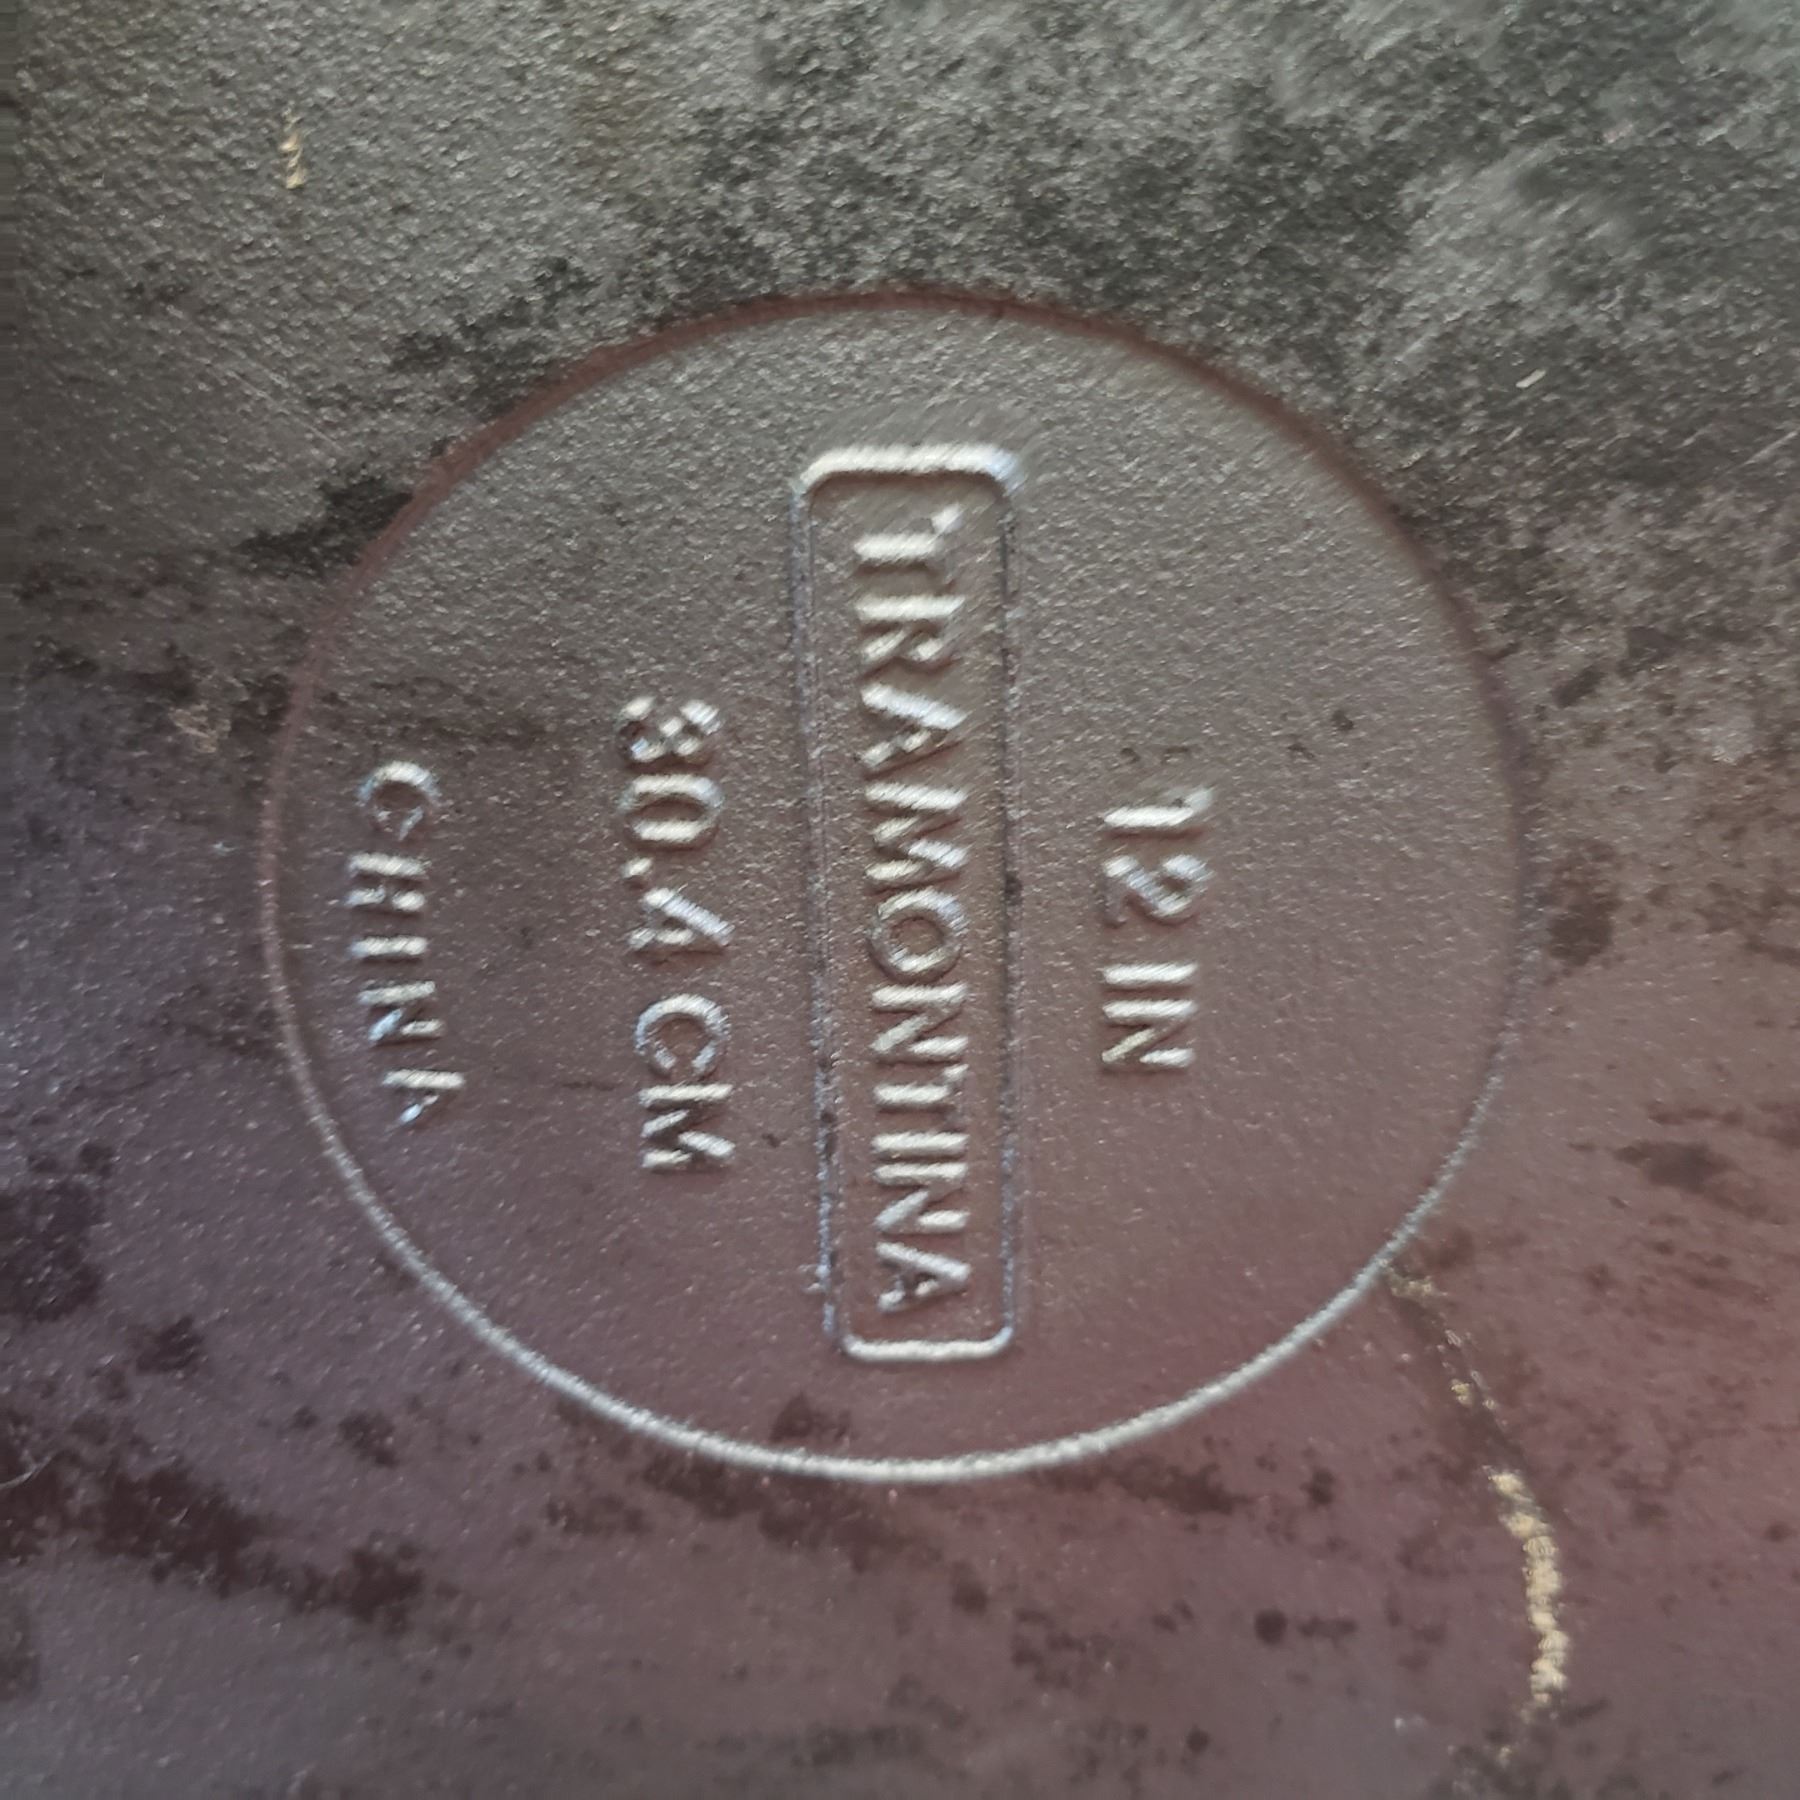 12 IN
TRAMONTINA
30.4 CM
CHINA